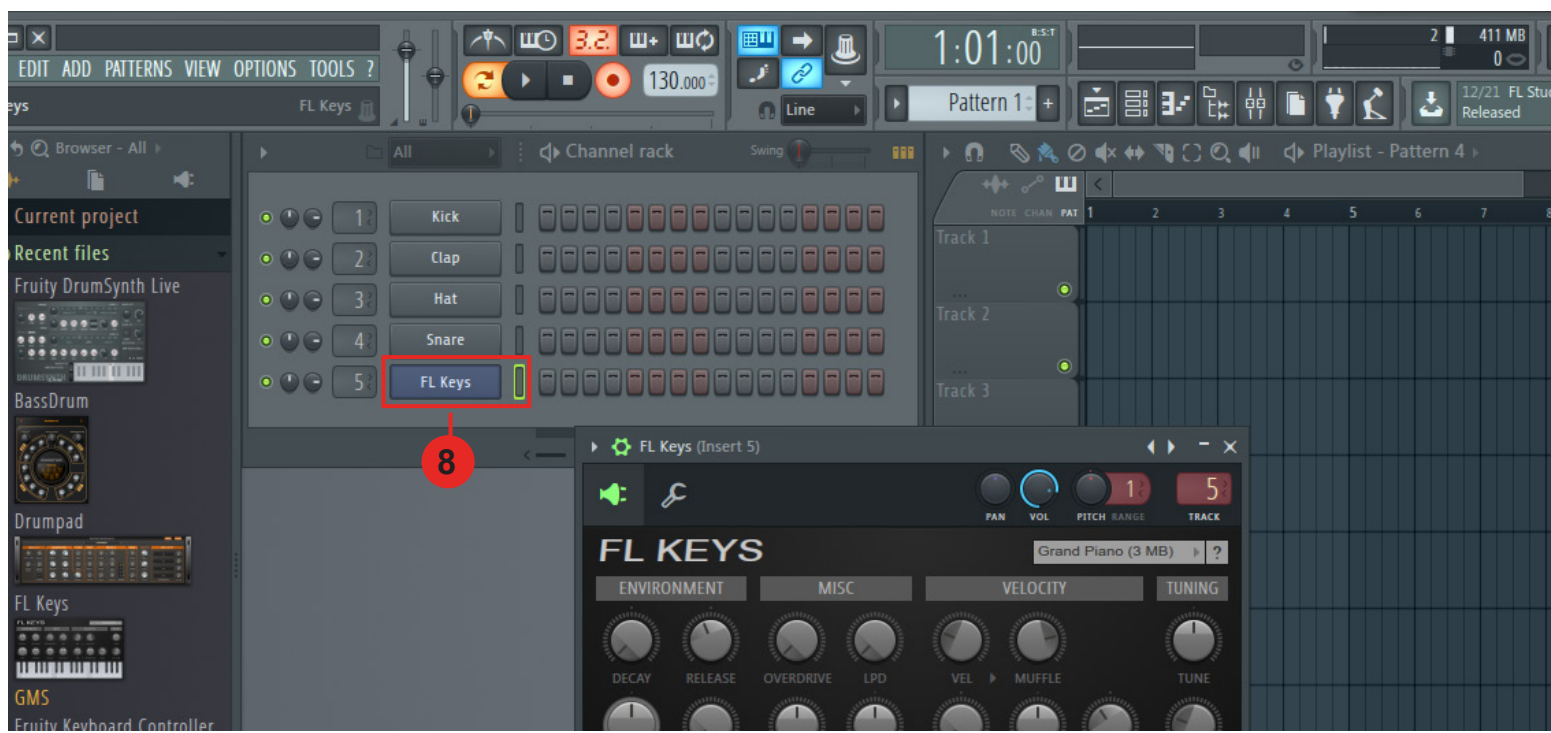 EDIT ADD PATTERNS VIEW OPTIONS TOOLS ?
FL Keys
3.2.
130.000
Line
1:01:00
B:S:T
Pattern 1
+
2
411 MB
0
12/21 FL
Released
Browser - All
Current project
Recent files
Fruity DrumSynth Live
BassDrum
Drumpad
FL Keys
GMS
Fruity Keyboard Controller
All
Channel rack
Swing
1 Kick
2 Clap
3 Hat
4 Snare
5 FL Keys
8
Playlist - Pattern 4
NOTE CHAN PAT
1 2 3 4 5 6 7 8
Track 1
...
Track 2
...
Track 3
FL Keys (Insert 5)
PAN VOL PITCH RANGE TRACK
1 5
FL KEYS
Grand Piano (3 MB)
?
ENVIRONMENT MISC VELOCITY TUNING
DECAY RELEASE OVERDRIVE LPD VEL MUFFLE TUNE